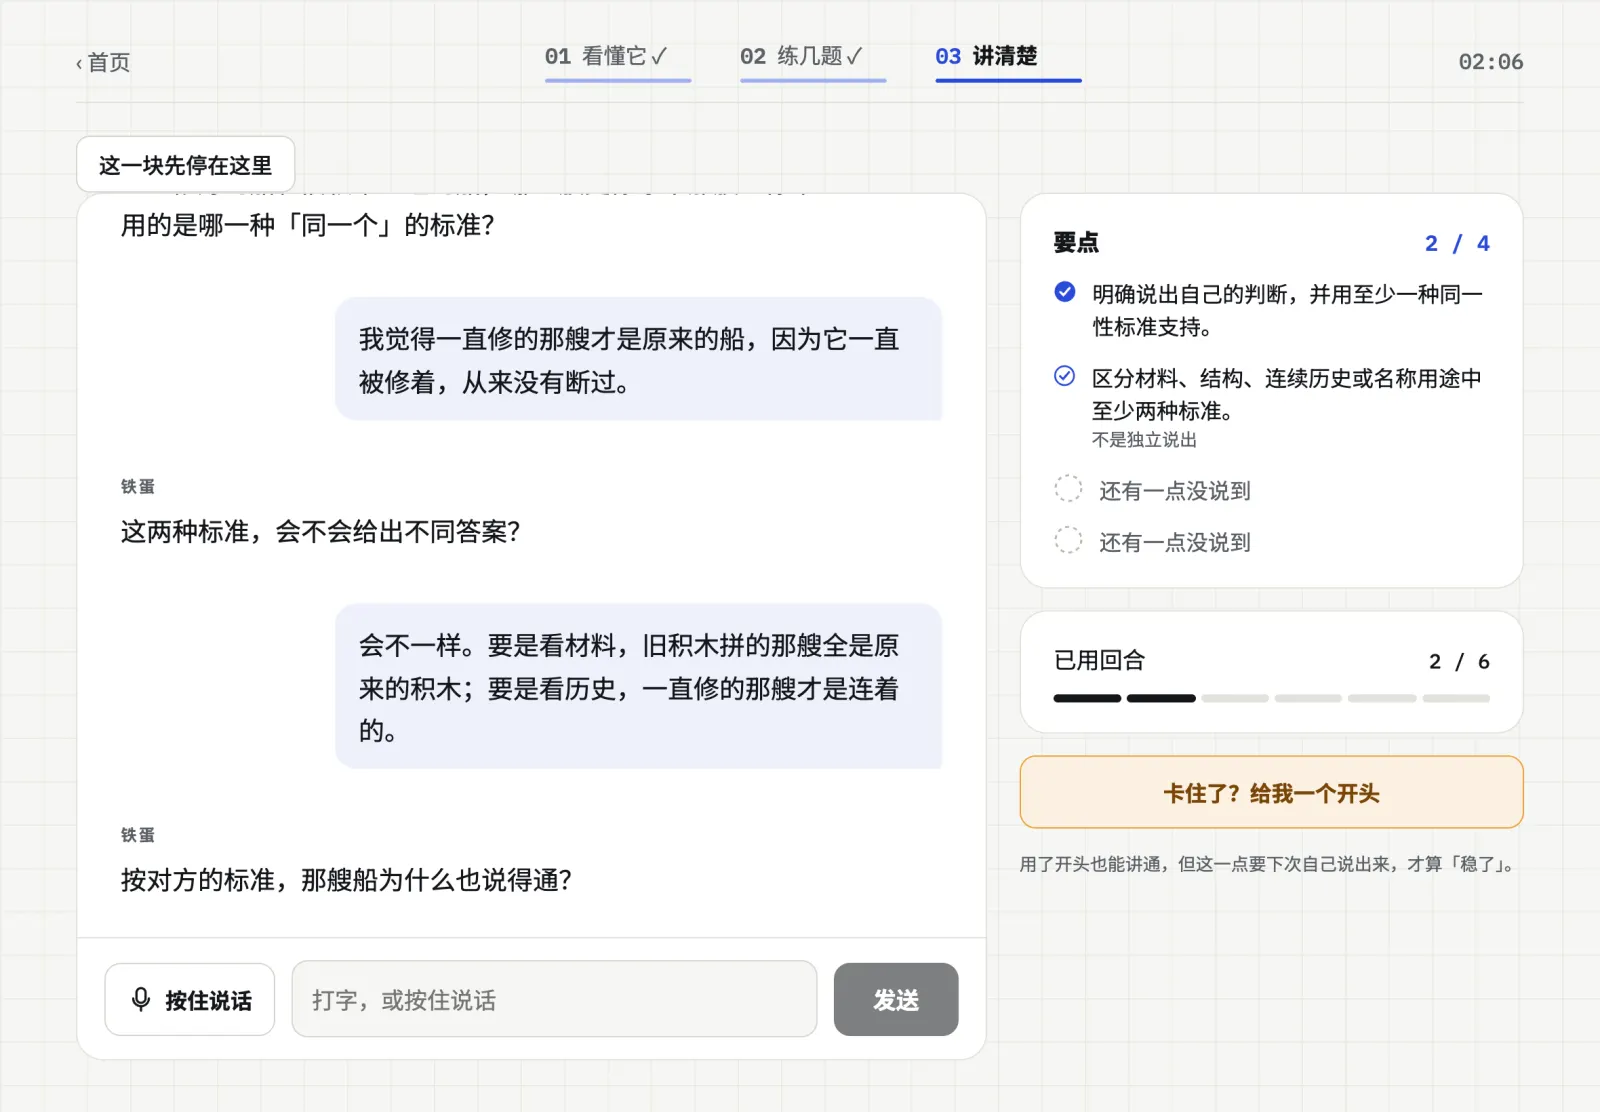 ‹ 首页
01 看懂它✓
02 练几题✓
03 讲清楚
02:06
这一块先停在这里
用的是哪一种「同一个」的标准？
我觉得一直修的那艘才是原来的船，因为它一直
被修着，从来没有断过。
铁蛋
这两种标准，会不会给出不同答案？
会不一样。要是看材料，旧积木拼的那艘全是原
来的积木；要是看历史，一直修的那艘才是连着
的。
铁蛋
按对方的标准，那艘船为什么也说得通？
按住说话
打字，或按住说话
发送
要点
2 / 4
明确说出自己的判断，并用至少一种同一
性标准支持。
区分材料、结构、连续历史或名称用途中
至少两种标准。
不是独立说出
还有一点没说到
还有一点没说到
已用回合
2 / 6
卡住了？给我一个开头
用了开头也能讲通，但这一点要下次自己说出来，才算「稳了」。